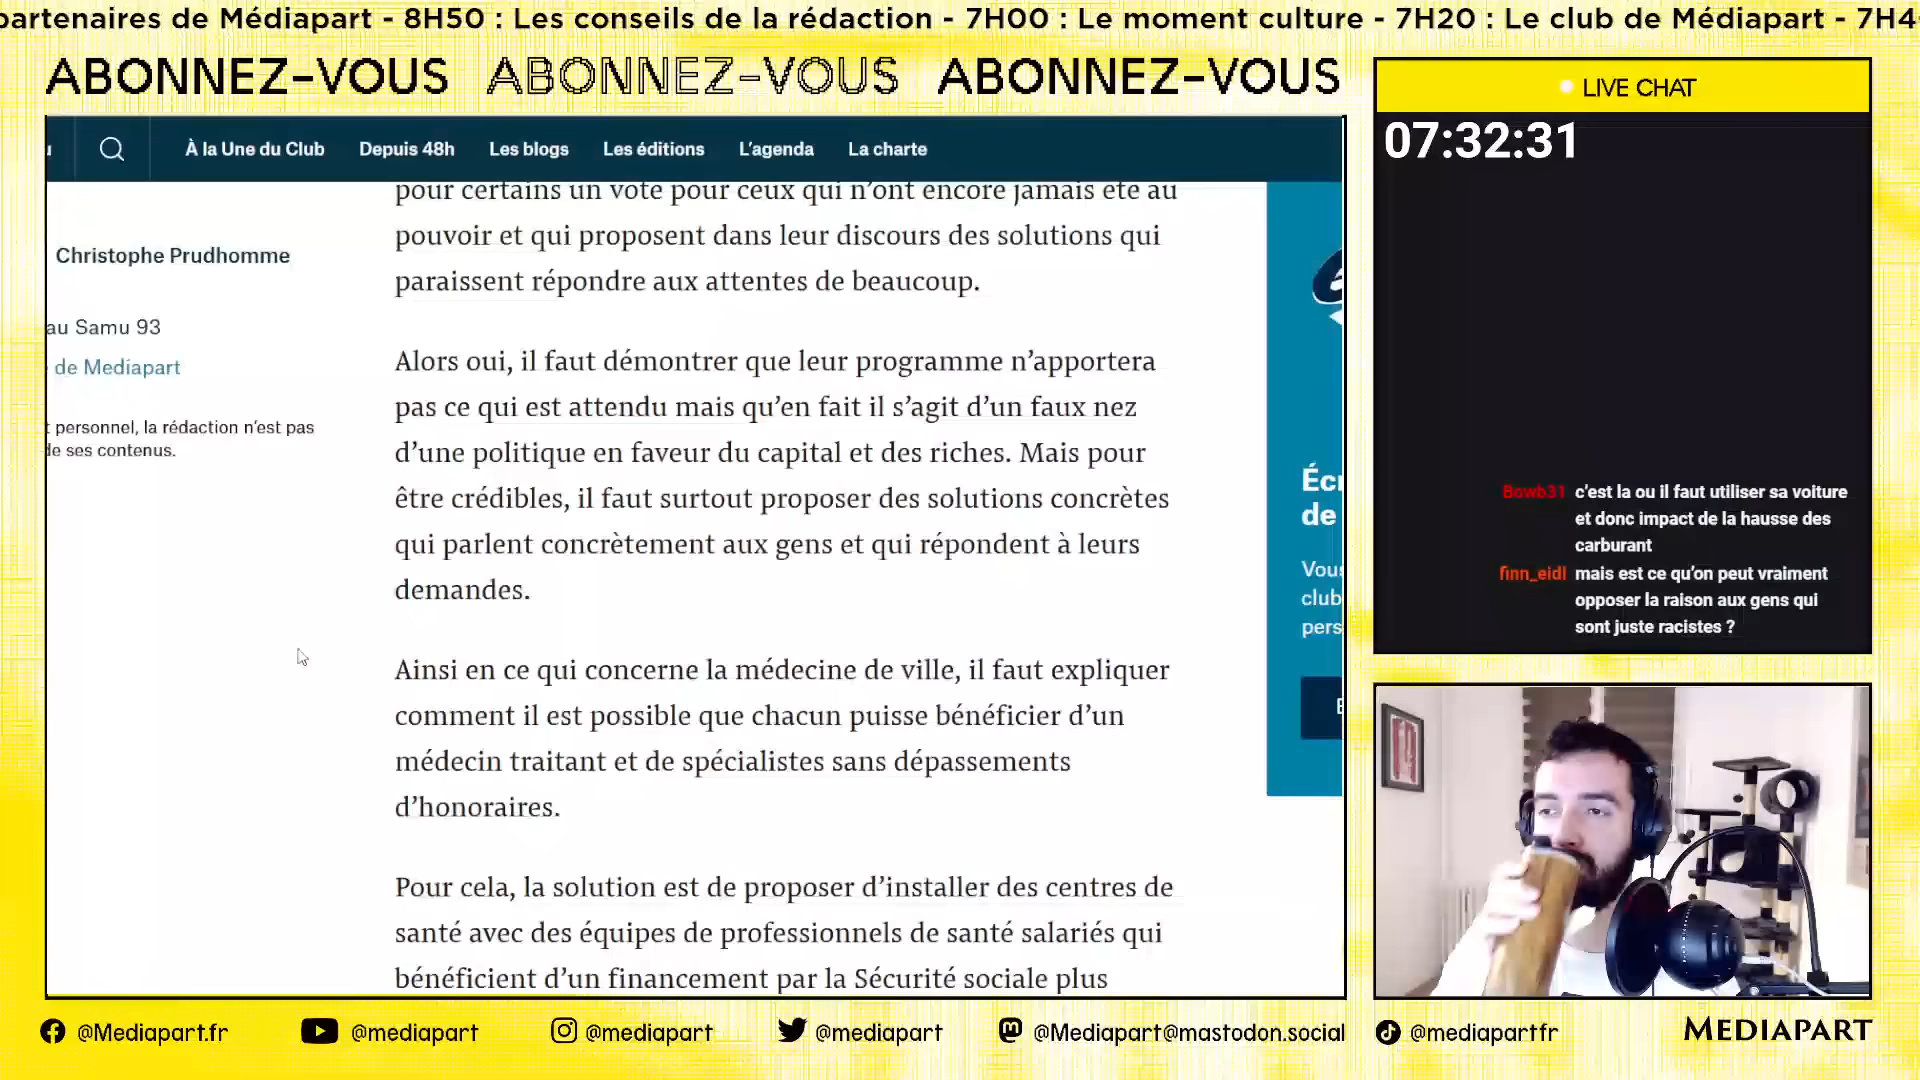 partenaires de Médiapart - 8H50 : Les conseils de la rédaction - 7H00 : Le moment culture - 7H20 : Le club de Médiapart - 7H4
ABONNEZ-VOUS ABONNEZ-VOUS ABONNEZ-VOUS
À la Une du Club Depuis 48h Les blogs Les éditions L'agenda La charte
pour certains un vote pour ceux qui n’ont encore jamais été au
pouvoir et qui proposent dans leur discours des solutions qui
paraissent répondre aux attentes de beaucoup.
Christophe Prudhomme
au Samu 93
de Mediapart
personnel, la rédaction n’est pas
de ses contenus.
Alors oui, il faut démontrer que leur programme n’apportera
pas ce qui est attendu mais qu’en fait il s’agit d’un faux nez
d’une politique en faveur du capital et des riches. Mais pour
être crédibles, il faut surtout proposer des solutions concrètes
qui parlent concrètement aux gens et qui répondent à leurs
demandes.
Ainsi en ce qui concerne la médecine de ville, il faut expliquer
comment il est possible que chacun puisse bénéficier d’un
médecin traitant et de spécialistes sans dépassements
d’honoraires.
Pour cela, la solution est de proposer d’installer des centres de
santé avec des équipes de professionnels de santé salariés qui
bénéficient d’un financement par la Sécurité sociale plus
Écr
de
Vous
club
pers
LIVE CHAT
07:32:31
Bowb31 c'est la ou il faut utiliser sa voiture
et donc impact de la hausse des
carburant
finn_eidl mais est ce qu’on peut vraiment
opposer la raison aux gens qui
sont juste racistes ?
@Mediapart.fr @mediapart @mediapart @mediapart @Mediapart@mastodon.social @mediapartfr MEDIAPART